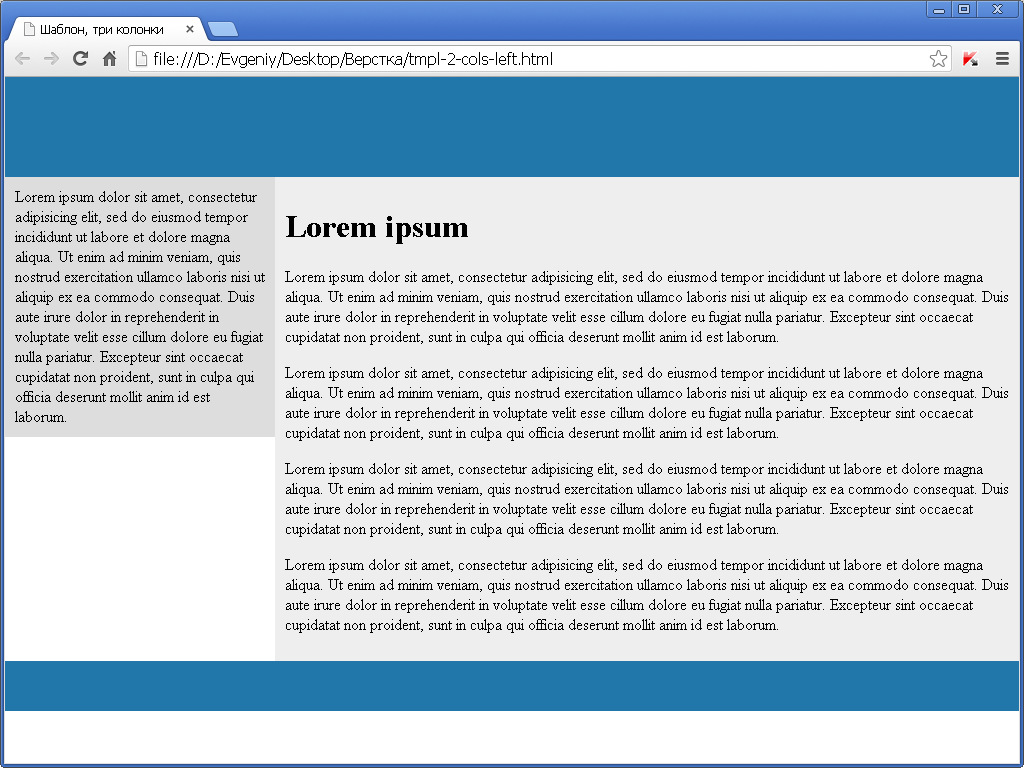 Шаблон, три колонки
file:///D:/Evgeniy/Desktop/Верстка/tmpl-2-cols-left.html
Lorem ipsum dolor sit amet, consectetur
adipisicing elit, sed do eiusmod tempor
incididunt ut labore et dolore magna
aliqua. Ut enim ad minim veniam, quis
nostrud exercitation ullamco laboris nisi ut
aliquip ex ea commodo consequat. Duis
aute irure dolor in reprehenderit in
voluptate velit esse cillum dolore eu fugiat
nulla pariatur. Excepteur sint occaecat
cupidatat non proident, sunt in culpa qui
officia deserunt mollit anim id est
laborum.
Lorem ipsum
Lorem ipsum dolor sit amet, consectetur adipisicing elit, sed do eiusmod tempor incididunt ut labore et dolore magna
aliqua. Ut enim ad minim veniam, quis nostrud exercitation ullamco laboris nisi ut aliquip ex ea commodo consequat. Duis
aute irure dolor in reprehenderit in voluptate velit esse cillum dolore eu fugiat nulla pariatur. Excepteur sint occaecat
cupidatat non proident, sunt in culpa qui officia deserunt mollit anim id est laborum.
Lorem ipsum dolor sit amet, consectetur adipisicing elit, sed do eiusmod tempor incididunt ut labore et dolore magna
aliqua. Ut enim ad minim veniam, quis nostrud exercitation ullamco laboris nisi ut aliquip ex ea commodo consequat. Duis
aute irure dolor in reprehenderit in voluptate velit esse cillum dolore eu fugiat nulla pariatur. Excepteur sint occaecat
cupidatat non proident, sunt in culpa qui officia deserunt mollit anim id est laborum.
Lorem ipsum dolor sit amet, consectetur adipisicing elit, sed do eiusmod tempor incididunt ut labore et dolore magna
aliqua. Ut enim ad minim veniam, quis nostrud exercitation ullamco laboris nisi ut aliquip ex ea commodo consequat. Duis
aute irure dolor in reprehenderit in voluptate velit esse cillum dolore eu fugiat nulla pariatur. Excepteur sint occaecat
cupidatat non proident, sunt in culpa qui officia deserunt mollit anim id est laborum.
Lorem ipsum dolor sit amet, consectetur adipisicing elit, sed do eiusmod tempor incididunt ut labore et dolore magna
aliqua. Ut enim ad minim veniam, quis nostrud exercitation ullamco laboris nisi ut aliquip ex ea commodo consequat. Duis
aute irure dolor in reprehenderit in voluptate velit esse cillum dolore eu fugiat nulla pariatur. Excepteur sint occaecat
cupidatat non proident, sunt in culpa qui officia deserunt mollit anim id est laborum.